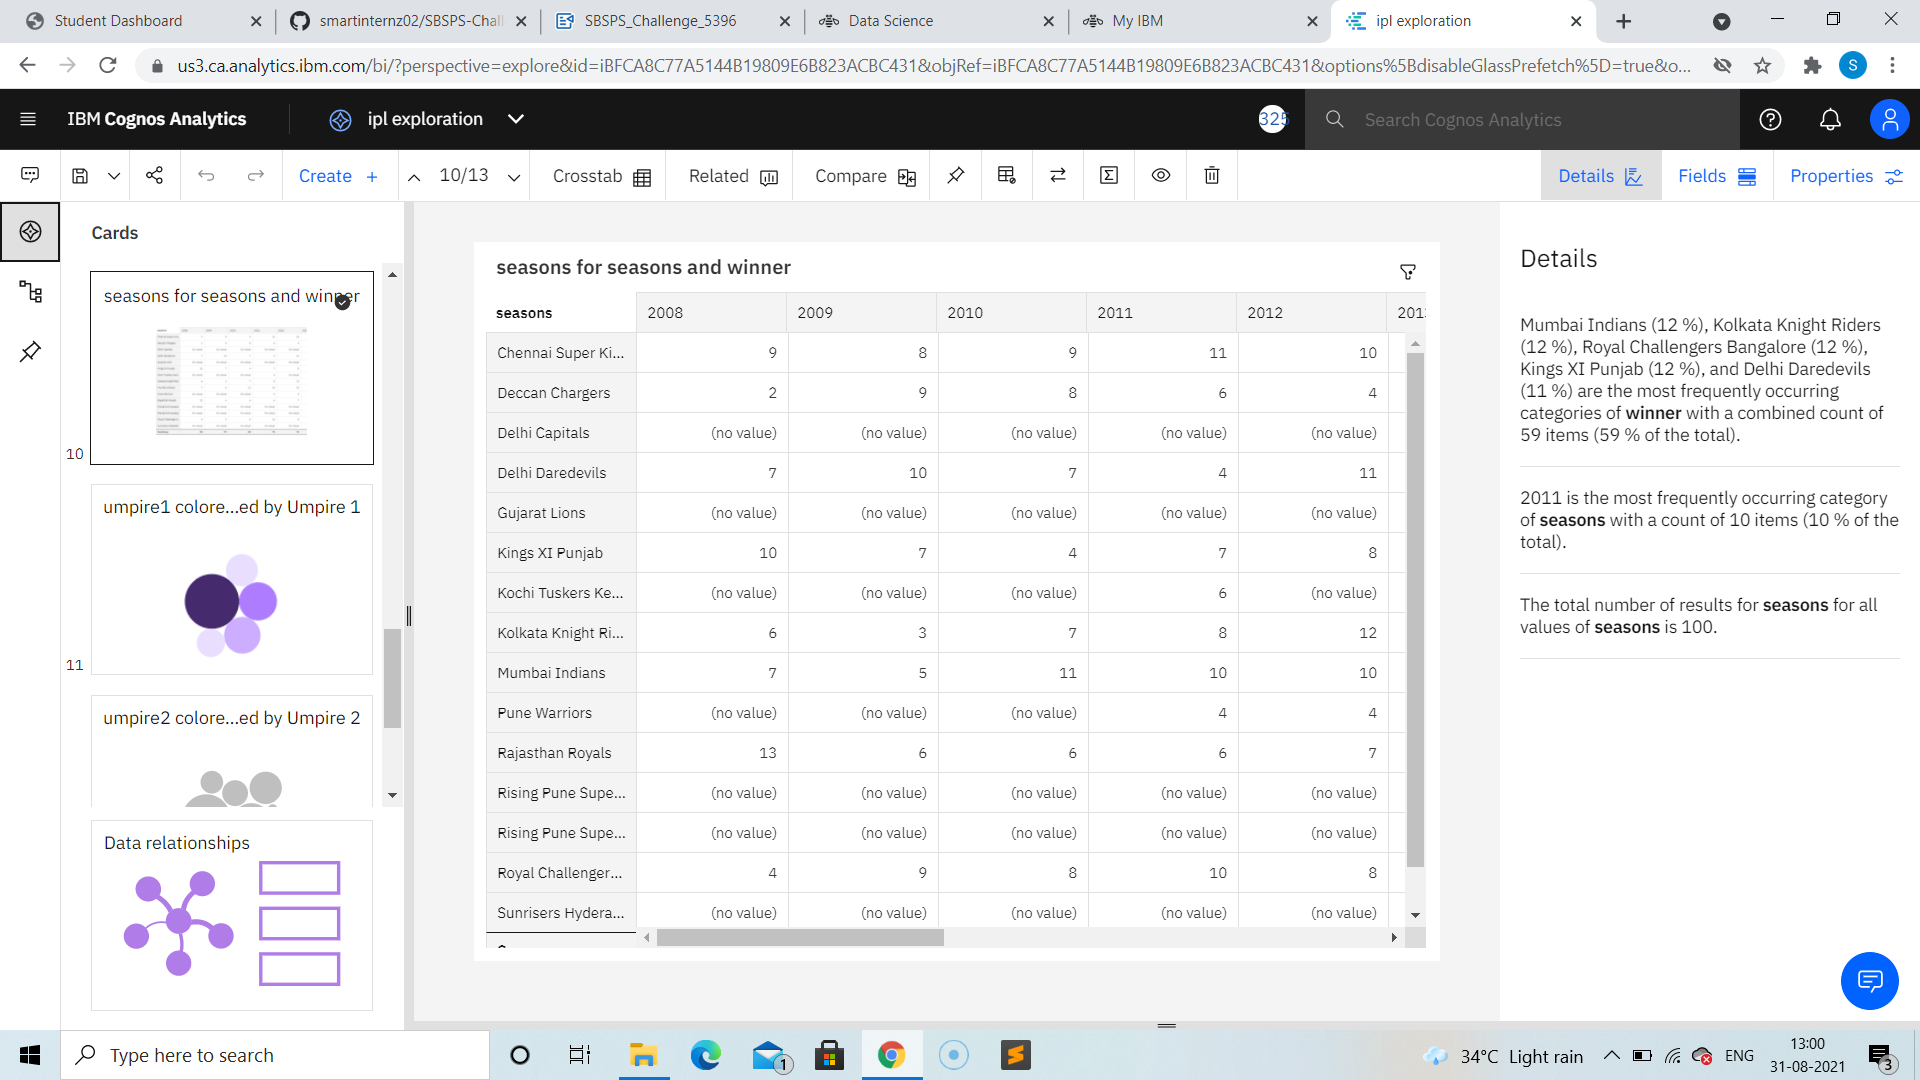 Student Dashboard
smartinternz02/SBSPS-Chall
SBSPS_Challenge_5396
Data Science
My IBM
ipl exploration
us3.ca.analytics.ibm.com/bi/?perspective=explore&id=iBFCA8C77A5144B19809E6B823ACBC431&objRef=iBFCA8C77A5144B19809E6B823ACBC431&options%5BdisableGlassPrefetch%5D=true&o...
S
IBM Cognos Analytics
ipl exploration
325
Search Cognos Analytics
Create +
10/13
Crosstab
Related
Compare
Details
Fields
Properties
Cards
seasons for seasons and winner
10
umpire1 colore...ed by Umpire 1
11
umpire2 colore...ed by Umpire 2
Data relationships
seasons for seasons and winner
seasons 2008 2009 2010 2011 2012 201
Chennai Super Ki... 9 8 9 11 10
Deccan Chargers 2 9 8 6 4
Delhi Capitals (no value) (no value) (no value) (no value) (no value)
Delhi Daredevils 7 10 7 4 11
Gujarat Lions (no value) (no value) (no value) (no value) (no value)
Kings XI Punjab 10 7 4 7 8
Kochi Tuskers Ke... (no value) (no value) (no value) 6 (no value)
Kolkata Knight Ri... 6 3 7 8 12
Mumbai Indians 7 5 11 10 10
Pune Warriors (no value) (no value) (no value) 4 4
Rajasthan Royals 13 6 6 6 7
Rising Pune Supe... (no value) (no value) (no value) (no value) (no value)
Rising Pune Supe... (no value) (no value) (no value) (no value) (no value)
Royal Challenger... 4 9 8 10 8
Sunrisers Hydera... (no value) (no value) (no value) (no value) (no value)
Details
Mumbai Indians (12 %), Kolkata Knight Riders
(12 %), Royal Challengers Bangalore (12 %),
Kings XI Punjab (12 %), and Delhi Daredevils
(11 %) are the most frequently occurring
categories of winner with a combined count of
59 items (59 % of the total).
2011 is the most frequently occurring category
of seasons with a count of 10 items (10 % of the
total).
The total number of results for seasons for all
values of seasons is 100.
Type here to search
1
34°C Light rain
ENG
13:00
31-08-2021
3